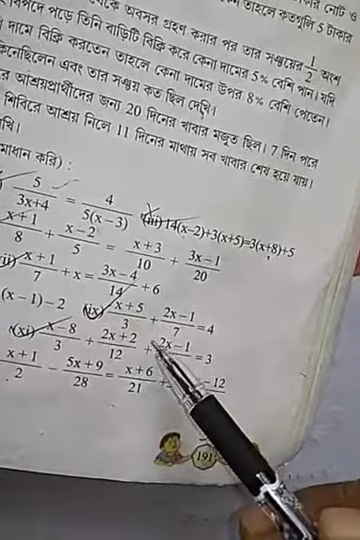 তাহলে কতগুলি 5 টাকার
অবসর গ্রহণ করার পর তার সঞ্চয়ের 1/2 অংশ
পড়ে তিনি বাড়িটি বিক্রি করে কেনা দামের 5% বেশি পান। যদি
দামে বিক্রি করতেন তাহলে কেনা দামের উপর 8% বেশি পেতেন।
কিনেছিলেন এবং তার সঞ্চয় কত ছিল দেখি।
আশ্রয়প্রার্থীদের জন্য 20 দিনের খাবার মজুত ছিল। 7 দিন পরে
শিবিরে আশ্রয় নিলে 11 দিনের মাথায় সব খাবার শেষ হয়ে যায়।
মাধান করি) :
5/(3x+4) = 4/(5(x-3)) (iii) 14(x-2)+3(x+5)=3(x+8)+5
(x+1)/8 + (x-2)/5 = (x+3)/10 + (3x-1)/20
(x+1)/7 + x = (3x-4)/14 + 6
(x-1)-2 (ix) (x+5)/3 + (2x-1)/7 = 4
(xi) (x-8)/3 + (2x+2)/12 + (2x-1)/ = 3
(x+1)/2 - (5x+9)/28 = (x+6)/21 + -12
191